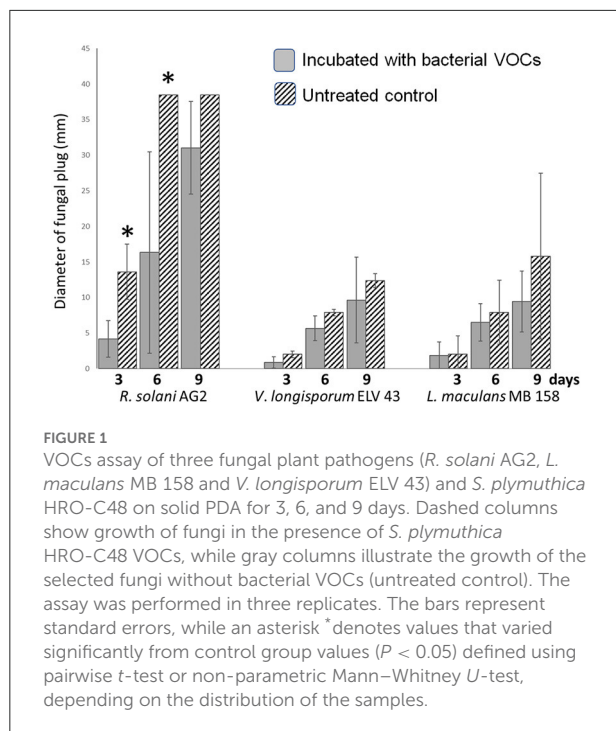 Incubated with bacterial VOCs
Untreated control
Diameter of fungal plug (mm)
45
40
35
30
25
20
15
10
5
0
*
*
3 6 9 3 6 9 3 6 9 days
R. solani AG2 V. longisporum ELV 43 L. maculans MB 158
FIGURE 1
VOCs assay of three fungal plant pathogens (R. solani AG2, L.
maculans MB 158 and V. longisporum ELV 43) and S. plymuthica
HRO-C48 on solid PDA for 3, 6, and 9 days. Dashed columns
show growth of fungi in the presence of S. plymuthica
HRO-C48 VOCs, while gray columns illustrate the growth of the
selected fungi without bacterial VOCs (untreated control). The
assay was performed in three replicates. The bars represent
standard errors, while an asterisk *denotes values that varied
significantly from control group values (P < 0.05) defined using
pairwise t-test or non-parametric Mann–Whitney U-test,
depending on the distribution of the samples.